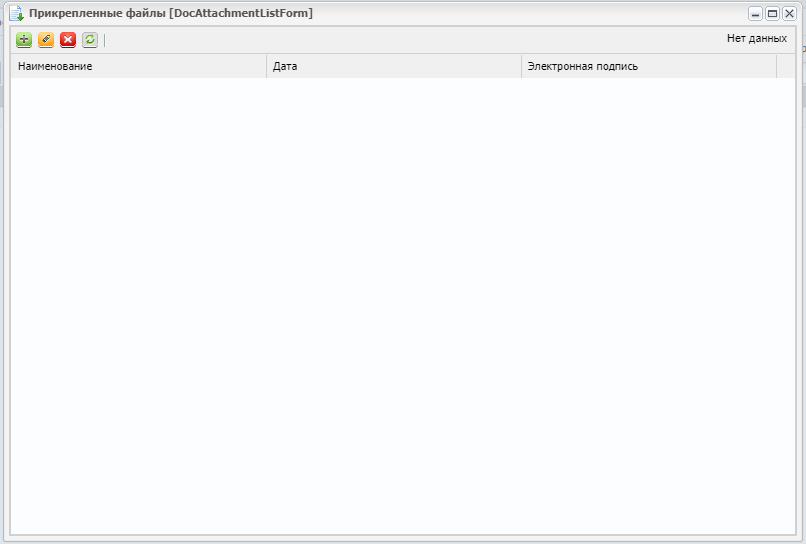 Прикрепленные файлы [DocAttachmentListForm]
Нет данных
Наименование Дата Электронная подпись